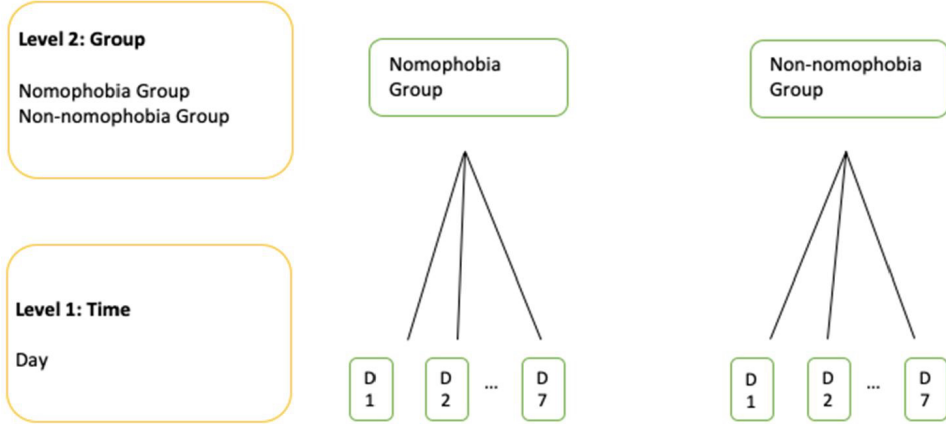 Level 2: Group
Nomophobia Group
Non-nomophobia Group
Nomophobia
Group
Non-nomophobia
Group
Level 1: Time
Day
D
1
D
2
...
D
7
D
1
D
2
...
D
7